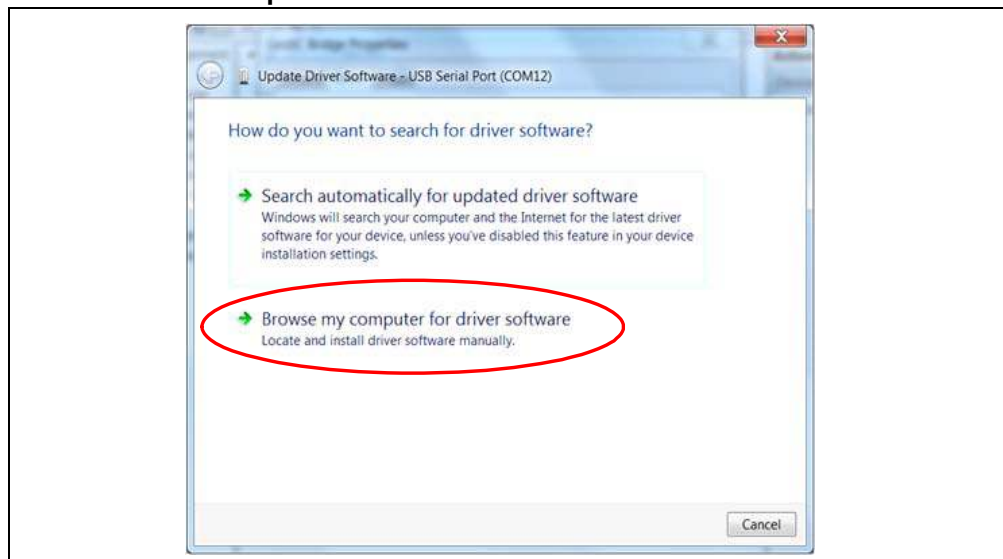 Update Driver Software - USB Serial Port (COM12)
How do you want to search for driver software?
Search automatically for updated driver software
Windows will search your computer and the Internet for the latest driver
software for your device, unless you've disabled this feature in your device
installation settings.
Browse my computer for driver software
Locate and install driver software manually.
Cancel